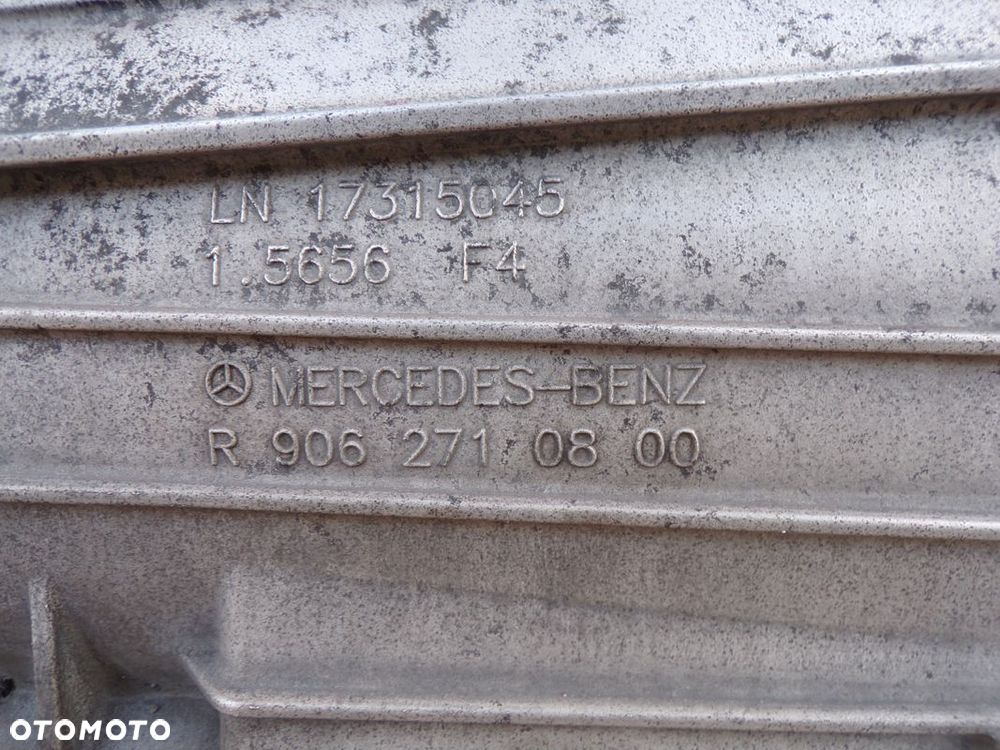 LN 17315045
1.5656 F4
MERCEDES-BENZ
R 906 271 08 00
OTOMOTO